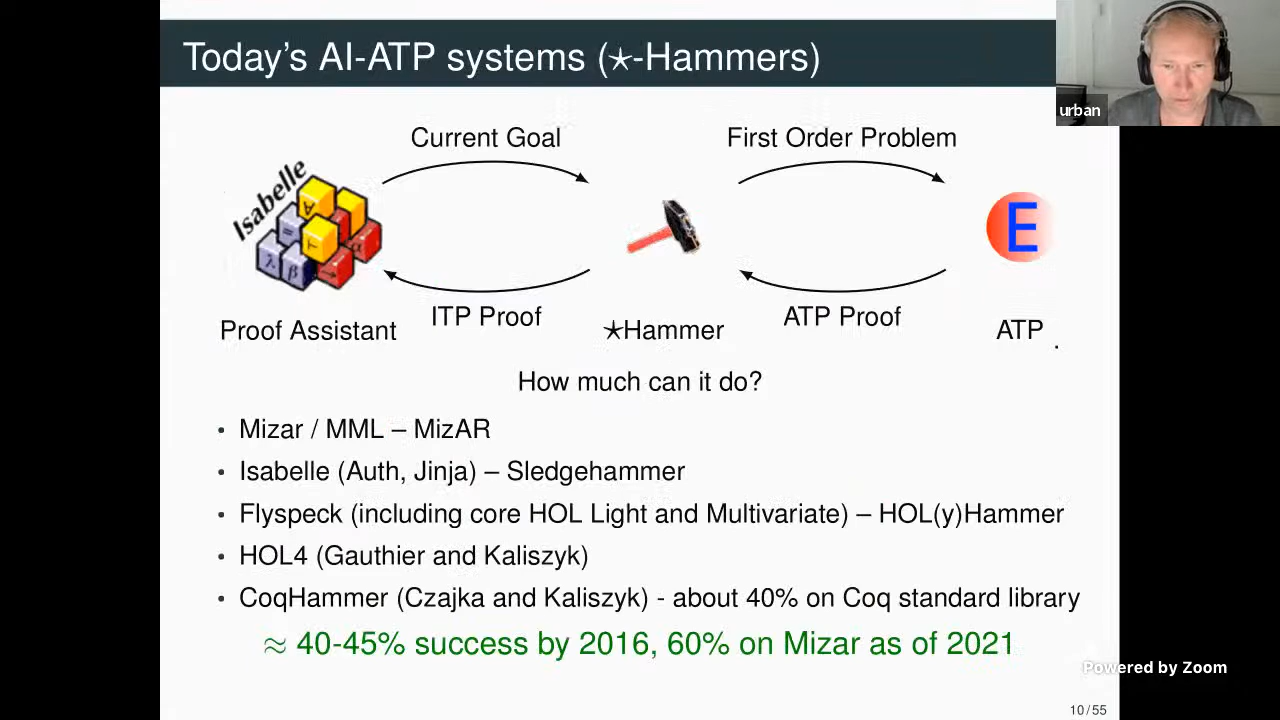 Today's AI-ATP systems (⋆-Hammers)
urban
Current Goal
First Order Problem
Isabelle
∀
=
⊢
α
λ
β
→
E
ITP Proof
ATP Proof
Proof Assistant
⋆Hammer
ATP
.
How much can it do?
• Mizar / MML – MizAR
• Isabelle (Auth, Jinja) – Sledgehammer
• Flyspeck (including core HOL Light and Multivariate) – HOL(y)Hammer
• HOL4 (Gauthier and Kaliszyk)
• CoqHammer (Czajka and Kaliszyk) - about 40% on Coq standard library
≈ 40-45% success by 2016, 60% on Mizar as of 2021
Powered by Zoom
10/55